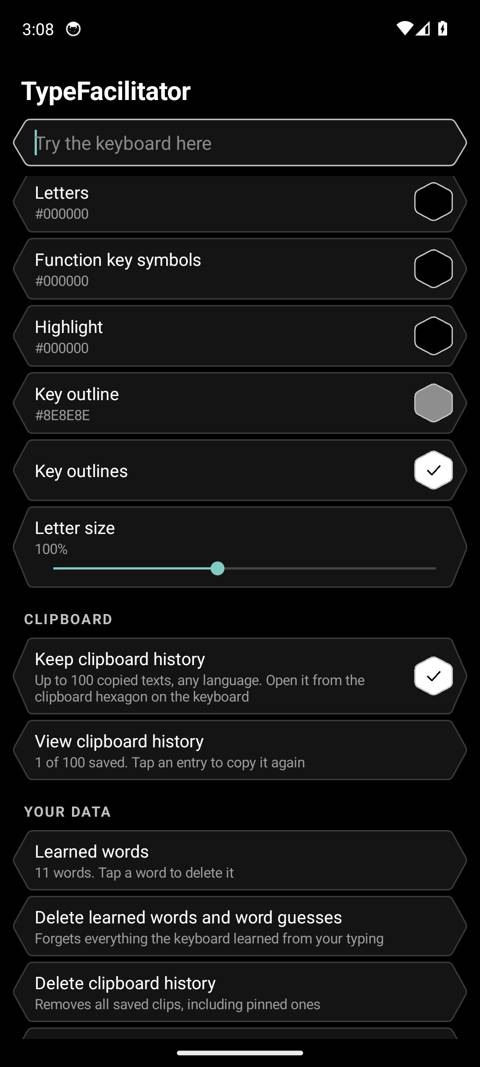 3:08
TypeFacilitator
Try the keyboard here
Letters
#000000
Function key symbols
#000000
Highlight
#000000
Key outline
#8E8E8E
Key outlines
Letter size
100%
CLIPBOARD
Keep clipboard history
Up to 100 copied texts, any language. Open it from the
clipboard hexagon on the keyboard
View clipboard history
1 of 100 saved. Tap an entry to copy it again
YOUR DATA
Learned words
11 words. Tap a word to delete it
Delete learned words and word guesses
Forgets everything the keyboard learned from your typing
Delete clipboard history
Removes all saved clips, including pinned ones